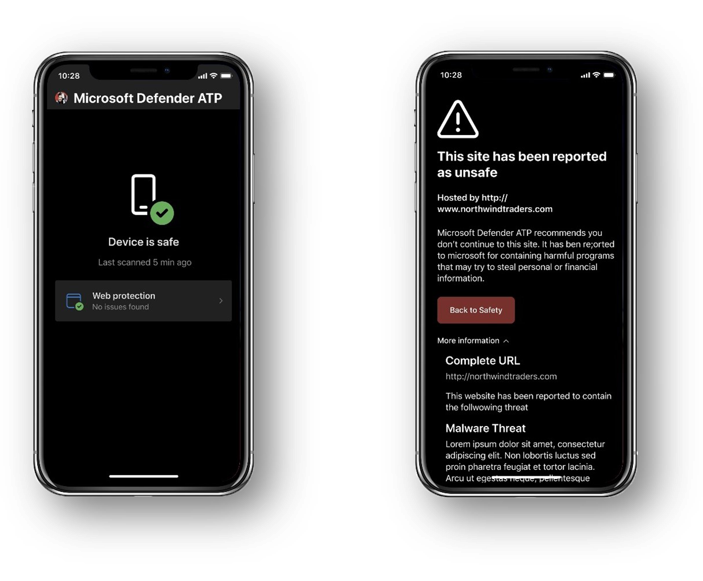 10:28
Microsoft Defender ATP
Device is safe
Last scanned 5 min ago
Web protection
No issues found
10:28
This site has been reported
as unsafe
Hosted by http://
www.northwindtraders.com
Microsoft Defender ATP recommends you
don't continue to this site. It has ben re;orted
to microsoft for containing harmful programs
that may try to steal personal or financial
information.
Back to Safety
More information
Complete URL
http://northwindtraders.com
This website has been reported to contain
the follwowing threat
Malware Threat
Lorem ipsum dolor sit amet, consectetur
adipiscing elit. Non lobortis luctus sed
proin pharetra feugiat et tortor lacinia.
Arcu ut egestas neque, pellentesque